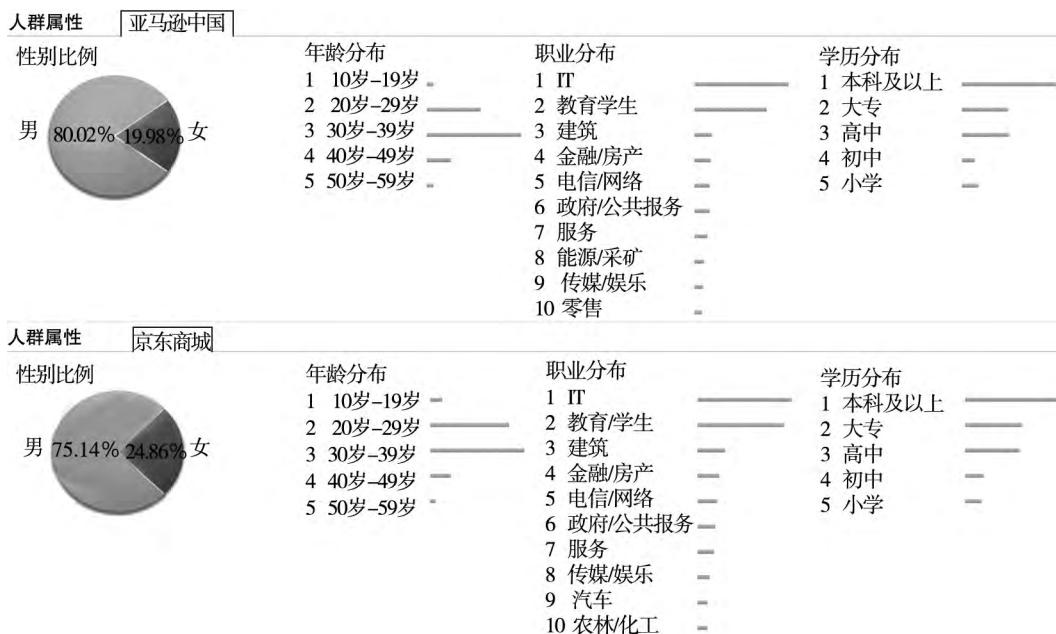 人群属性 亚马逊中国
性别比例
男 80.02% 19.98% 女
年龄分布
1 10岁–19岁
2 20岁–29岁
3 30岁–39岁
4 40岁–49岁
5 50岁–59岁
职业分布
1 IT
2 教育学生
3 建筑
4 金融/房产
5 电信/网络
6 政府/公共报务
7 服务
8 能源/采矿
9 传媒/娱乐
10 零售
学历分布
1 本科及以上
2 大专
3 高中
4 初中
5 小学
人群属性 京东商城
性别比例
男 75.14% 24.86% 女
年龄分布
1 10岁–19岁
2 20岁–29岁
3 30岁–39岁
4 40岁–49岁
5 50岁–59岁
职业分布
1 IT
2 教育/学生
3 建筑
4 金融/房产
5 电信/网络
6 政府/公共报务
7 服务
8 传媒/娱乐
9 汽车
10 农林/化工
学历分布
1 本科及以上
2 大专
3 高中
4 初中
5 小学